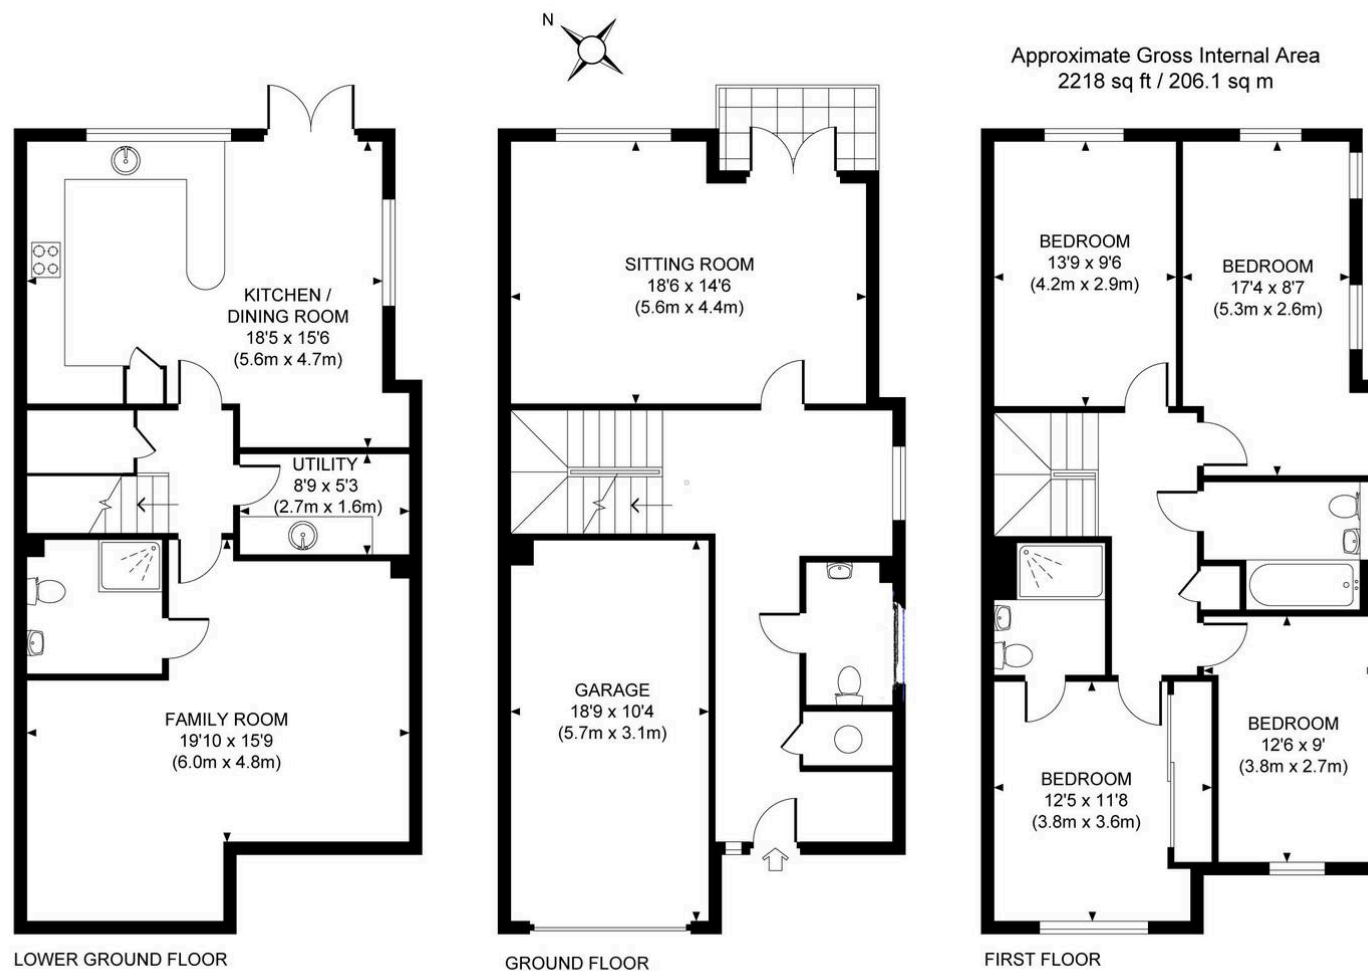 N
Approximate Gross Internal Area
2218 sq ft / 206.1 sq m
KITCHEN /
DINING ROOM
18'5 x 15'6
(5.6m x 4.7m)
UTILITY
8'9 x 5'3
(2.7m x 1.6m)
FAMILY ROOM
19'10 x 15'9
(6.0m x 4.8m)
LOWER GROUND FLOOR
SITTING ROOM
18'6 x 14'6
(5.6m x 4.4m)
GARAGE
18'9 x 10'4
(5.7m x 3.1m)
GROUND FLOOR
BEDROOM
13'9 x 9'6
(4.2m x 2.9m)
BEDROOM
17'4 x 8'7
(5.3m x 2.6m)
BEDROOM
12'5 x 11'8
(3.8m x 3.6m)
BEDROOM
12'6 x 9'
(3.8m x 2.7m)
FIRST FLOOR